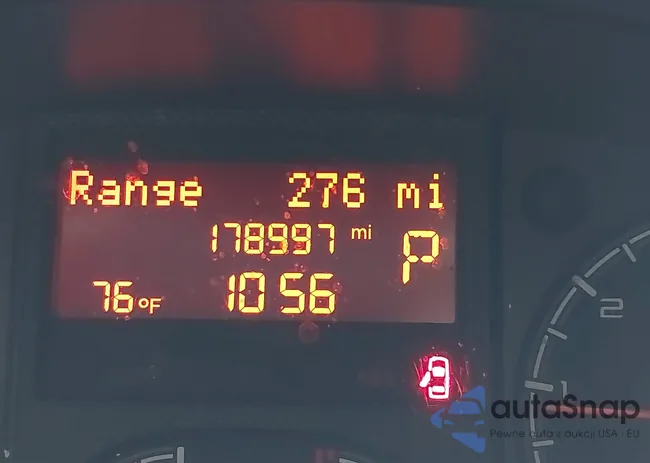 Range 276 mi
178997 mi
P
76°F 10 56
2
1
autaSnap
Pewne auta z aukcji USA · EU